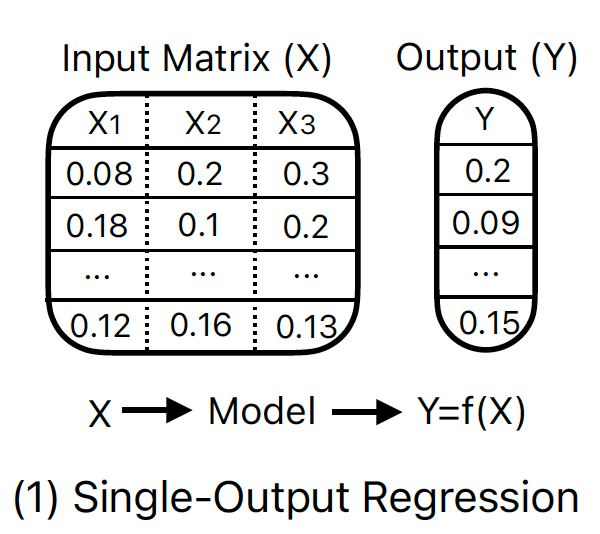 Input Matrix (X) Output (Y)
X1 X2 X3 Y
0.08 0.2 0.3 0.2
0.18 0.1 0.2 0.09
... ... ... ...
0.12 0.16 0.13 0.15
X Model Y=f(X)
(1) Single-Output Regression